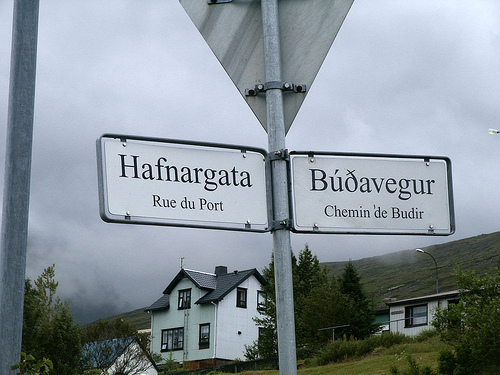 Hafnargata
Rue du Port
Búðavegur
Chemin de Budir